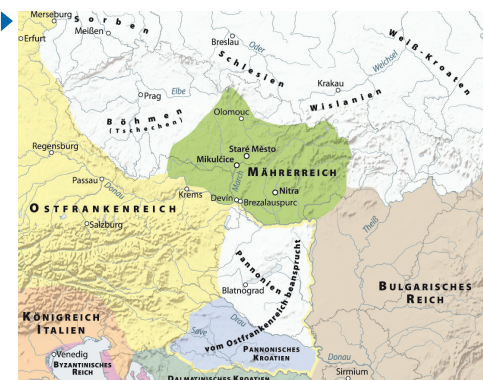 Merseburg
Sorben
Erfurt
Meißen
Breslau
Oder
Schlesien
Weichsel
Weiß-Kroaten
Krakau
Wislanien
Elbe
Prag
Böhmen
(Tschechen)
Olomouc
Staré Město
Mikulčice
MÄHRERREICH
March
Nitra
Regensburg
Passau
Donau
Krems
Devín
Brezalauspurc
OSTFRANKENREICH
Salzburg
Theiß
Pannonien
vom Ostfrankenreich beansprucht
Blatnograd
BULGARISCHES
REICH
KÖNIGREICH
ITALIEN
Save
Drau
PANNONISCHES
KROATIEN
Venedig
BYZANTINISCHES
REICH
Donau
Sirmium
DALMATINISCHES KROATIEN